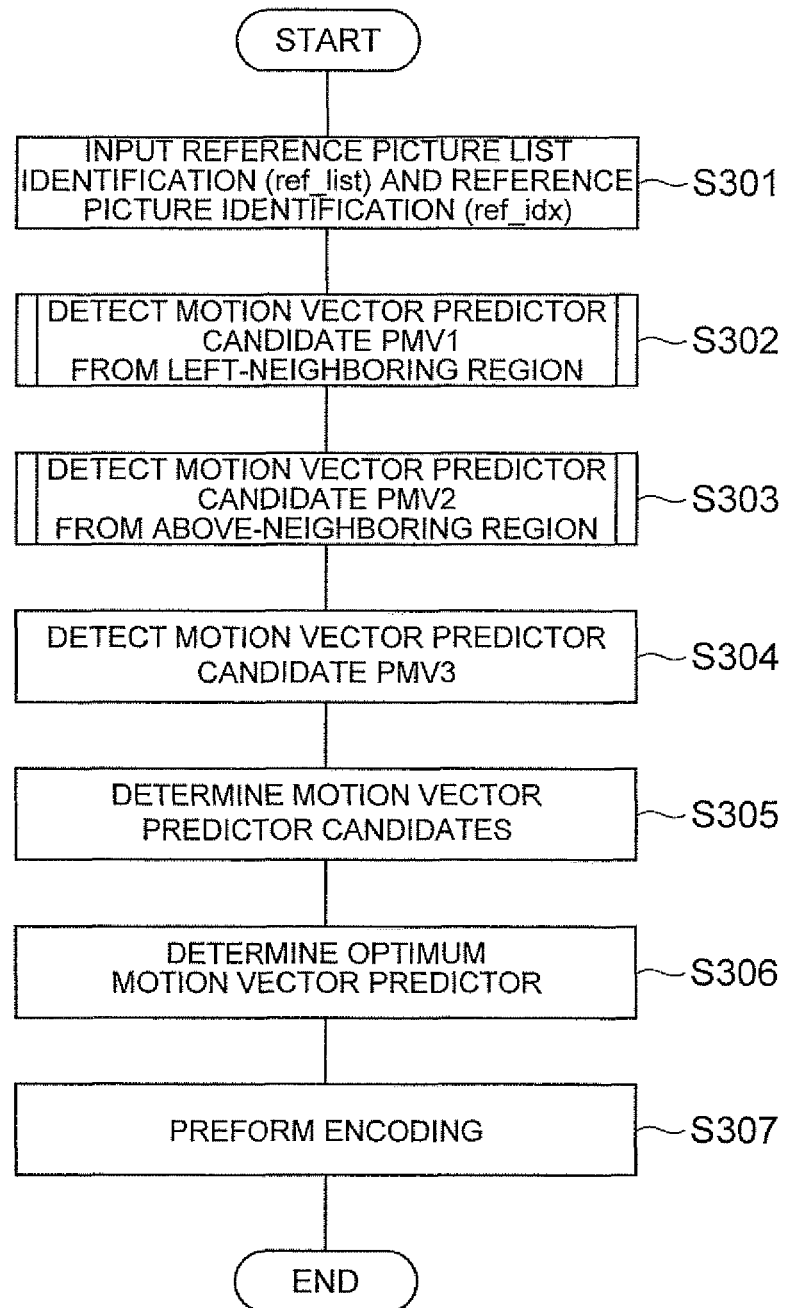 START
INPUT REFERENCE PICTURE LIST
IDENTIFICATION (ref_list) AND REFERENCE
PICTURE IDENTIFICATION (ref_idx)
S301
DETECT MOTION VECTOR PREDICTOR
CANDIDATE PMV1
FROM LEFT-NEIGHBORING REGION
S302
DETECT MOTION VECTOR PREDICTOR
CANDIDATE PMV2
FROM ABOVE-NEIGHBORING REGION
S303
DETECT MOTION VECTOR PREDICTOR
CANDIDATE PMV3
S304
DETERMINE MOTION VECTOR
PREDICTOR CANDIDATES
S305
DETERMINE OPTIMUM
MOTION VECTOR PREDICTOR
S306
PREFORM ENCODING
S307
END